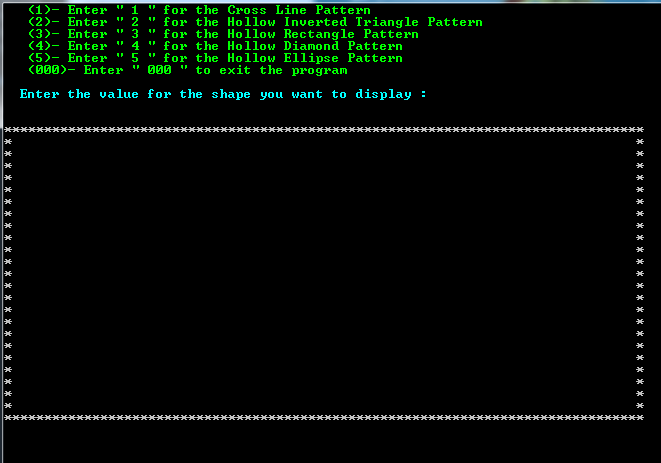 (1)- Enter " 1 " for the Cross Line Pattern
(2)- Enter " 2 " for the Hollow Inverted Triangle Pattern
(3)- Enter " 3 " for the Hollow Rectangle Pattern
(4)- Enter " 4 " for the Hollow Diamond Pattern
(5)- Enter " 5 " for the Hollow Ellipse Pattern
(000)- Enter " 000 " to exit the program
Enter the value for the shape you want to display :